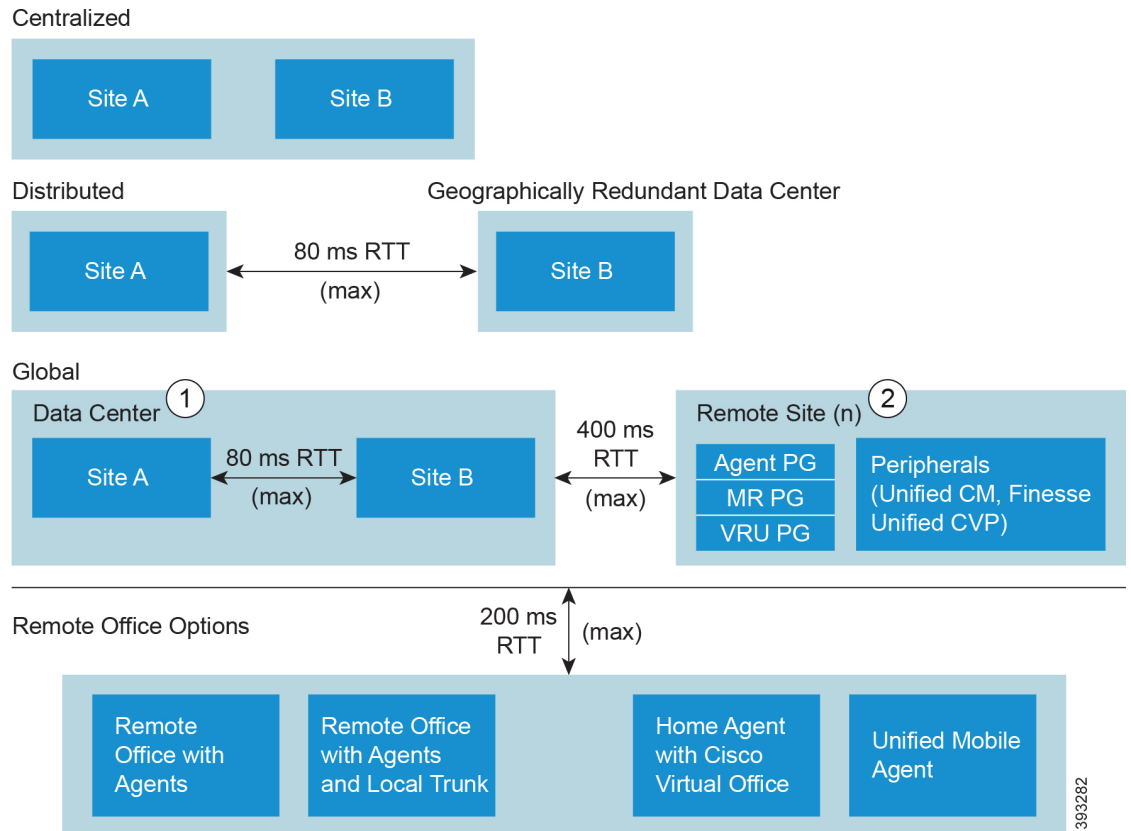 Centralized
Site A
Site B
Distributed
Geographically Redundant Data Center
Site A
80 ms RTT
(max)
Site B
Global
Data Center
1
Site A
80 ms RTT
(max)
Site B
400 ms
RTT
(max)
Remote Site (n)
2
Agent PG
MR PG
VRU PG
Peripherals
(Unified CM, Finesse
Unified CVP)
Remote Office Options
200 ms
RTT
(max)
Remote
Office with
Agents
Remote Office
with Agents
and Local Trunk
Home Agent
with Cisco
Virtual Office
Unified Mobile
Agent
393282